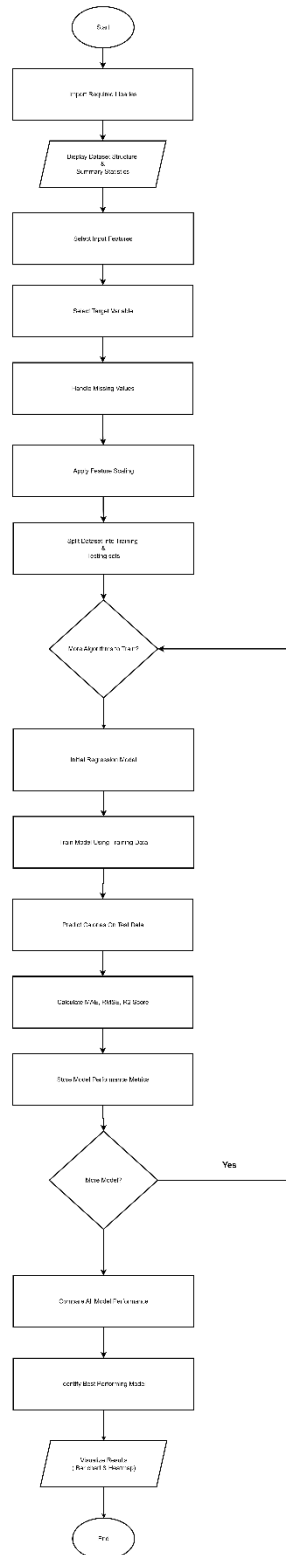 Start
Import Required Libraries
Display Dataset Structure
&
Summary Statistics
Select Input Features
Select Target Variable
Handle Missing Values
Apply Feature Scaling
Split Dataset into Training
&
Testing sets
More Algorithms to Train?
Initial Regression Model
Train Model Using Training Data
Predict Calories On Test Data
Calculate MAE, RMSE, R2 Score
Store Model Performance Metrics
Yes
More Model?
Compare All Model Performance
Identify Best Performing Model
Visualize Results
(Barchart & Heatmap)
End